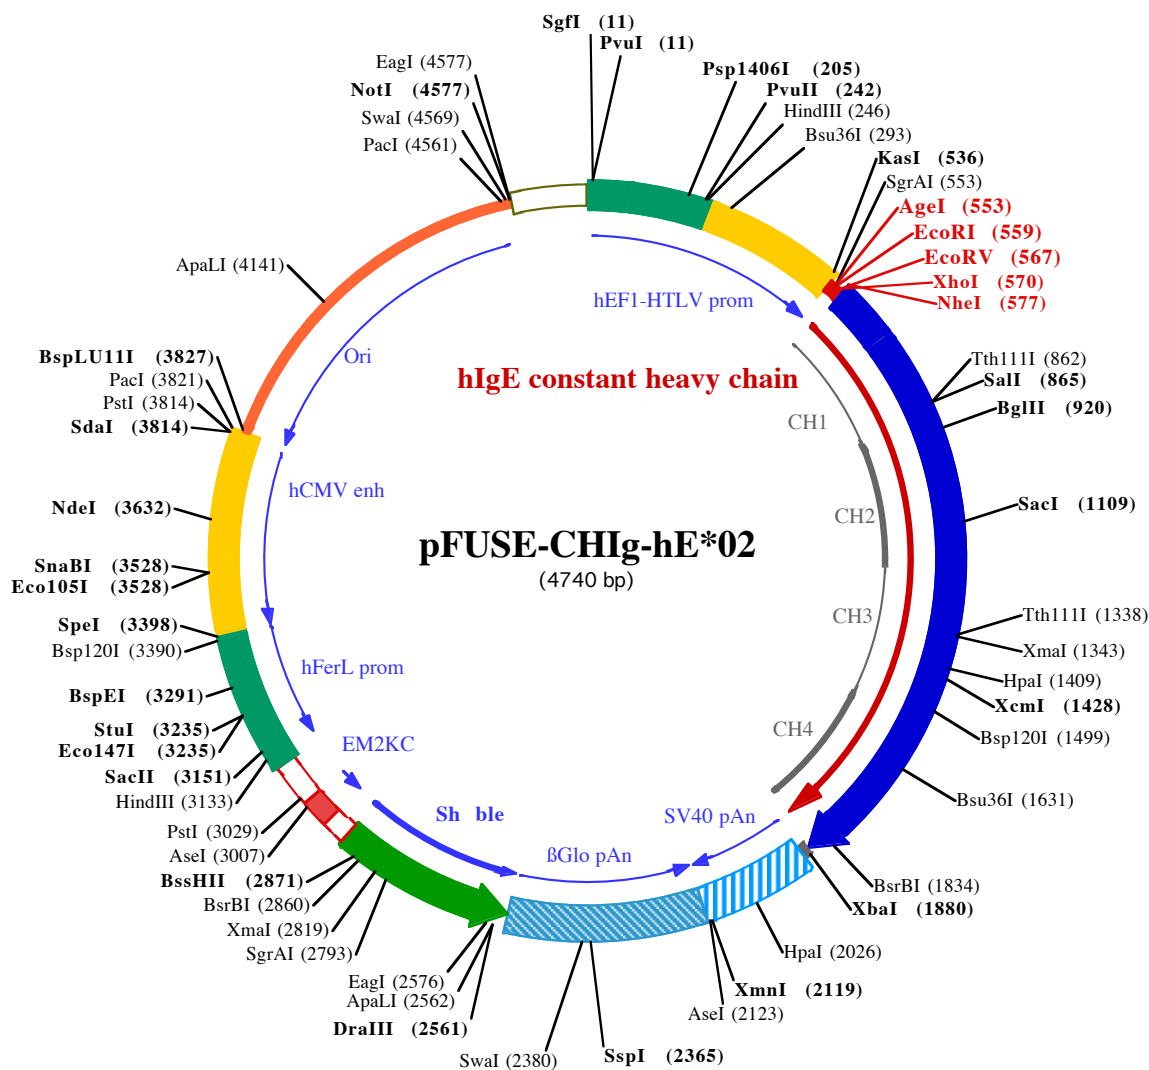 SgfI (11)
PvuI (11)
EagI (4577)
NotI (4577)
SwaI (4569)
PacI (4561)
Psp1406I (205)
PvuII (242)
HindIII (246)
Bsu36I (293)
KasI (536)
SgrAI (553)
AgeI (553)
EcoRI (559)
EcoRV (567)
XhoI (570)
NheI (577)
ApaLI (4141)
hEF1-HTLV prom
Ori
BspLU11I (3827)
PacI (3821)
PstI (3814)
SdaI (3814)
hIgE constant heavy chain
Tth111I (862)
SalI (865)
BglII (920)
CH1
hCMV enh
NdeI (3632)
SacI (1109)
CH2
pFUSE-CHIg-hE*02
(4740 bp)
SnaBI (3528)
Eco105I (3528)
SpeI (3398)
Bsp120I (3390)
CH3
Tth111I (1338)
XmaI (1343)
HpaI (1409)
XcmI (1428)
Bsp120I (1499)
hFerL prom
BspEI (3291)
StuI (3235)
Eco147I (3235)
SacII (3151)
HindIII (3133)
EM2KC
CH4
Bsu36I (1631)
PstI (3029)
AseI (3007)
Sh ble
SV40 pAn
ßGlo pAn
BssHII (2871)
BsrBI (2860)
XmaI (2819)
SgrAI (2793)
BsrBI (1834)
XbaI (1880)
HpaI (2026)
EagI (2576)
ApaLI (2562)
DraIII (2561)
XmnI (2119)
AseI (2123)
SwaI (2380)
SspI (2365)